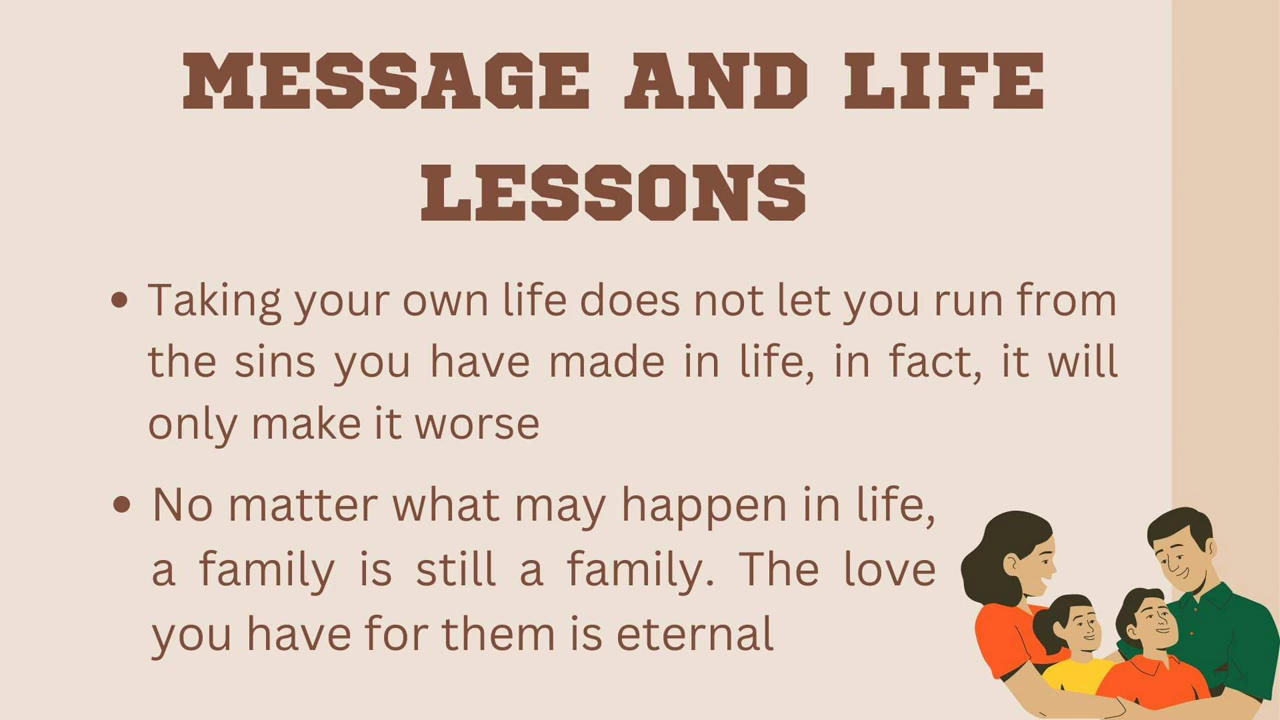 MESSAGE AND LIFE
LESSONS
• Taking your own life does not let you run from
the sins you have made in life, in fact, it will
only make it worse
• No matter what may happen in life,
a family is still a family. The love
you have for them is eternal